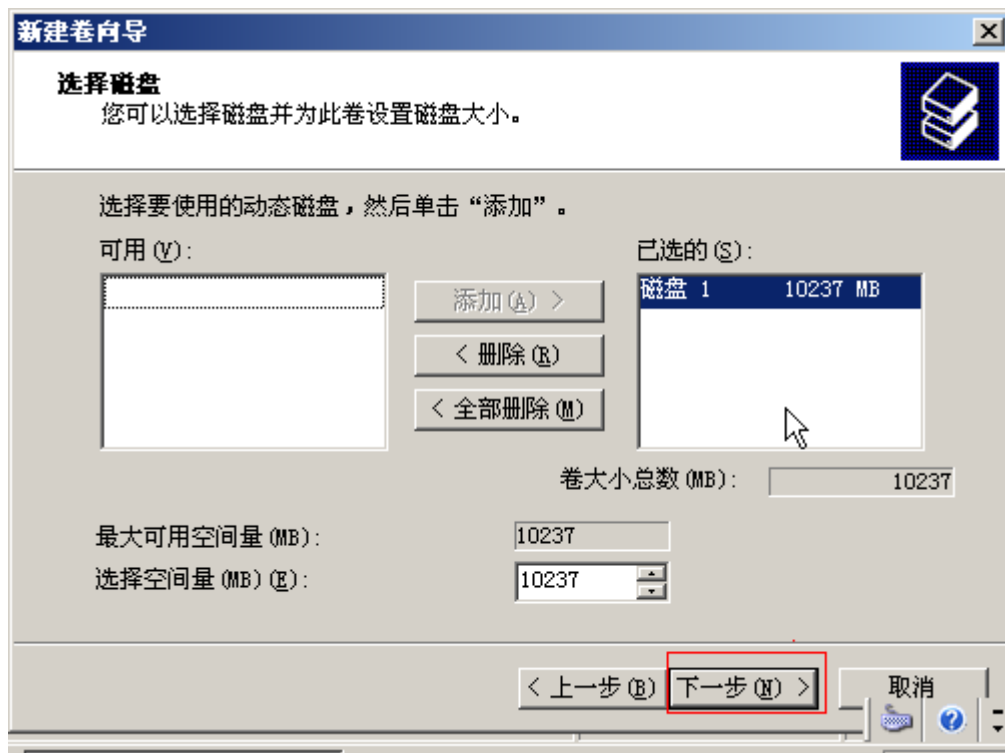 新建卷向导
选择磁盘
您可以选择磁盘并为此卷设置磁盘大小。
选择要使用的动态磁盘，然后单击“添加”。
可用(V): 已选的(S):
添加(A) > 磁盘 1 10237 MB
< 删除(R)
< 全部删除(M)
卷大小总数(MB): 10237
最大可用空间量(MB): 10237
选择空间量(MB)(E): 10237
< 上一步(B) 下一步(N) > 取消